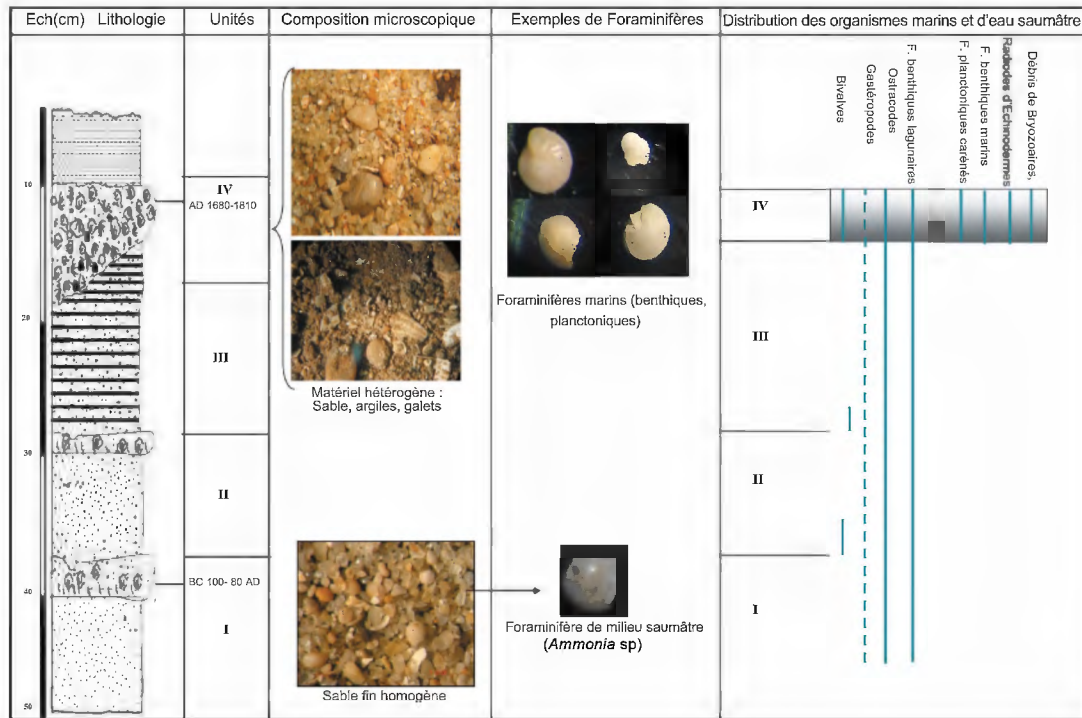 Ech(cm) Lithologie
Unités
Composition microscopique
Exemples de Foraminifères
Distribution des organismes marins et d'eau saumâtre
10
20
30
40
50
IV
AD 1680-1810
III
II
BC 100- 80 AD
I
Matériel hétérogène :
Sable, argiles, galets
Sable fin homogène
Foraminifères marins (benthiques,
planctoniques)
Foraminifère de milieu saumâtre
(Ammonia sp)
Bivalves
Gastéropodes
Ostracodes
F. benthiques lagunaires
F. planctoniques carénés
F. benthiques marins
Radiodes d'Echinodermes
Débris de Bryozoaires,
IV
III
II
I